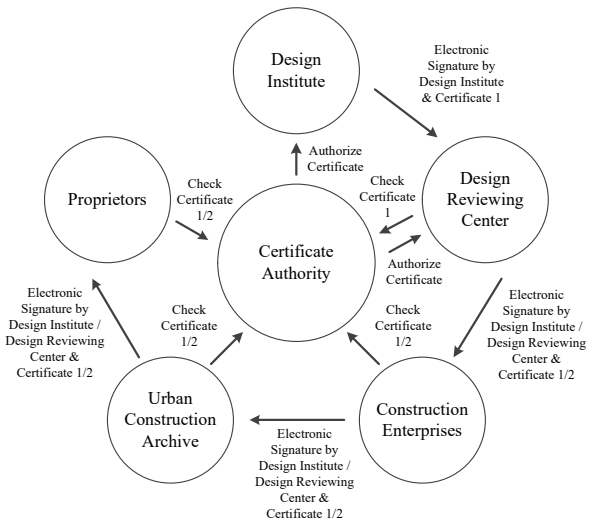 Design
Institute
Electronic
Signature by
Design Institute
& Certificate 1
Authorize
Certificate
Proprietors
Check
Certificate
1/2
Check
Certificate
1
Design
Reviewing
Center
Certificate
Authority
Authorize
Certificate
Electronic
Signature by
Design Institute /
Design Reviewing
Center &
Certificate 1/2
Check
Certificate
1/2
Check
Certificate
1/2
Electronic
Signature by
Design Institute /
Design Reviewing
Center &
Certificate 1/2
Urban
Construction
Archive
Construction
Enterprises
Electronic
Signature by
Design Institute /
Design Reviewing
Center &
Certificate 1/2